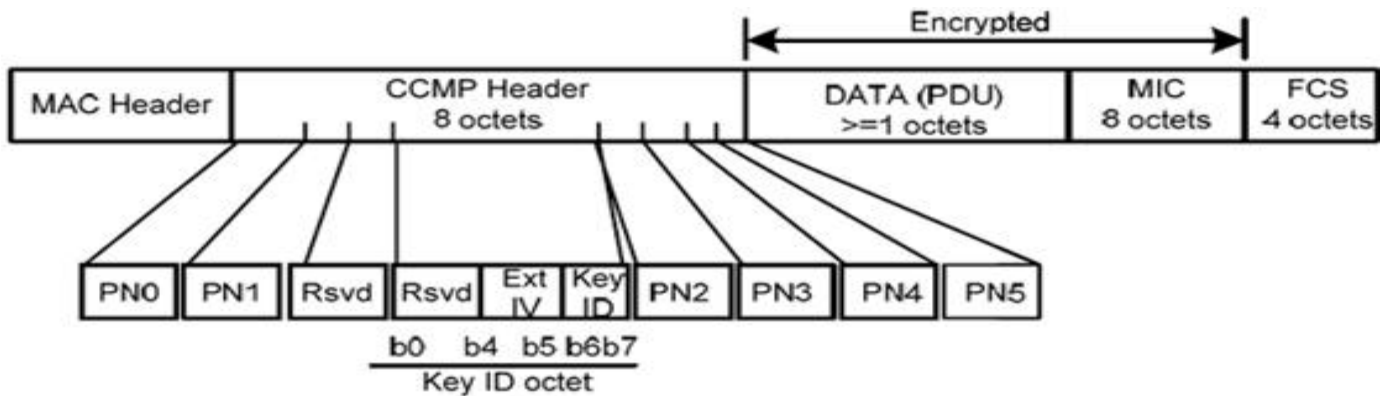 Encrypted
MAC Header
CCMP Header
8 octets
DATA (PDU)
>=1 octets
MIC
8 octets
FCS
4 octets
PN0
PN1
Rsvd
Rsvd
Ext
IV
Key
ID
PN2
PN3
PN4
PN5
b0 b4 b5 b6b7
Key ID octet